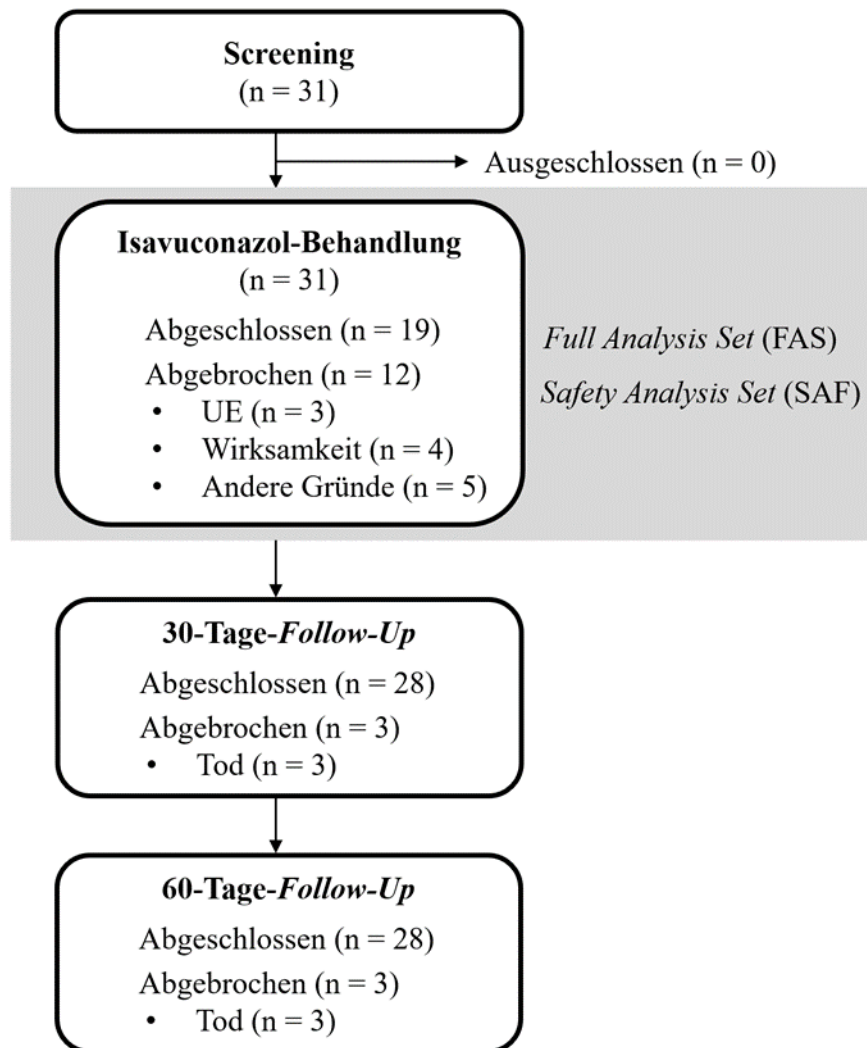 Screening
(n = 31)
Ausgeschlossen (n = 0)
Isavuconazol-Behandlung
(n = 31)
Abgeschlossen (n = 19)
Abgebrochen (n = 12)
• UE (n = 3)
• Wirksamkeit (n = 4)
• Andere Gründe (n = 5)
Full Analysis Set (FAS)
Safety Analysis Set (SAF)
30-Tage-Follow-Up
Abgeschlossen (n = 28)
Abgebrochen (n = 3)
• Tod (n = 3)
60-Tage-Follow-Up
Abgeschlossen (n = 28)
Abgebrochen (n = 3)
• Tod (n = 3)